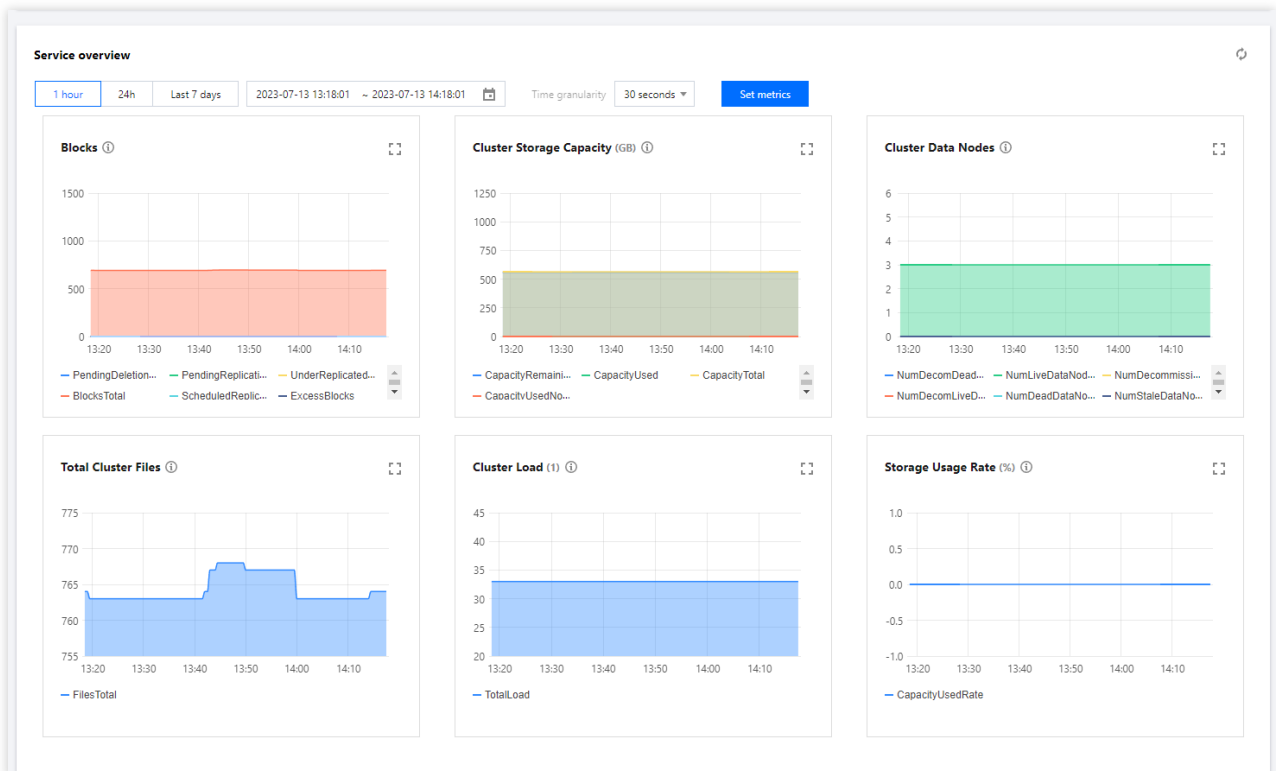 Service overview
1 hour 24h Last 7 days 2023-07-13 13:18:01 ~ 2023-07-13 14:18:01 Time granularity 30 seconds Set metrics
Blocks
1500
1000
500
0
13:20 13:30 13:40 13:50 14:00 14:10
PendingDeletion... PendingReplicati... UnderReplicated...
BlocksTotal ScheduledReplic... ExcessBlocks
Cluster Storage Capacity (GB)
1250
1000
750
500
250
0
13:20 13:30 13:40 13:50 14:00 14:10
CapacityRemaini... CapacityUsed CapacityTotal
CapacityUsedNo...
Cluster Data Nodes
6
5
4
3
2
1
0
13:20 13:30 13:40 13:50 14:00 14:10
NumDecomDead... NumLiveDataNod... NumDecommissi...
NumDecomLiveD... NumDeadDataNo... NumStaleDataNo...
Total Cluster Files
775
770
765
760
755
13:20 13:30 13:40 13:50 14:00 14:10
FilesTotal
Cluster Load (1)
45
40
35
30
25
20
13:20 13:30 13:40 13:50 14:00 14:10
TotalLoad
Storage Usage Rate (%)
1.0
0.5
0.0
-0.5
-1.0
13:20 13:30 13:40 13:50 14:00 14:10
CapacityUsedRate